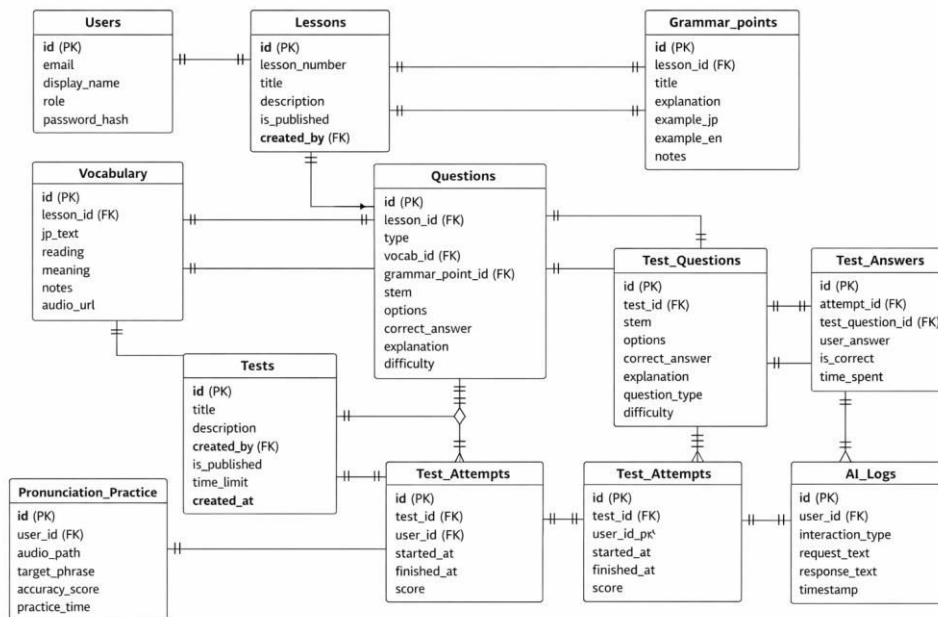 Users
id (PK)
email
display_name
role
password_hash
Lessons
id (PK)
lesson_number
title
description
is_published
created_by (FK)
Grammar_points
id (PK)
lesson_id (FK)
title
explanation
example_jp
example_en
notes
Vocabulary
id (PK)
lesson_id (FK)
jp_text
reading
meaning
notes
audio_url
Questions
id (PK)
lesson_id (FK)
type
vocab_id (FK)
grammar_point_id (FK)
stem
options
correct_answer
explanation
difficulty
Test_Questions
id (PK)
test_id (FK)
stem
options
correct_answer
explanation
question_type
difficulty
Test_Answers
id (PK)
attempt_id (FK)
test_question_id (FK)
user_answer
is_correct
time_spent
Tests
id (PK)
title
description
created_by (FK)
is_published
time_limit
created_at
Pronunciation_Practice
id (PK)
user_id (FK)
audio_path
target_phrase
accuracy_score
practice_time
Test_Attempts
id (PK)
test_id (FK)
user_id (FK)
started_at
finished_at
score
Test_Attempts
id (PK)
test_id (FK)
started_at
finished_at
score
AI_Logs
id (PK)
user_id (FK)
interaction_type
request_text
response_text
timestamp